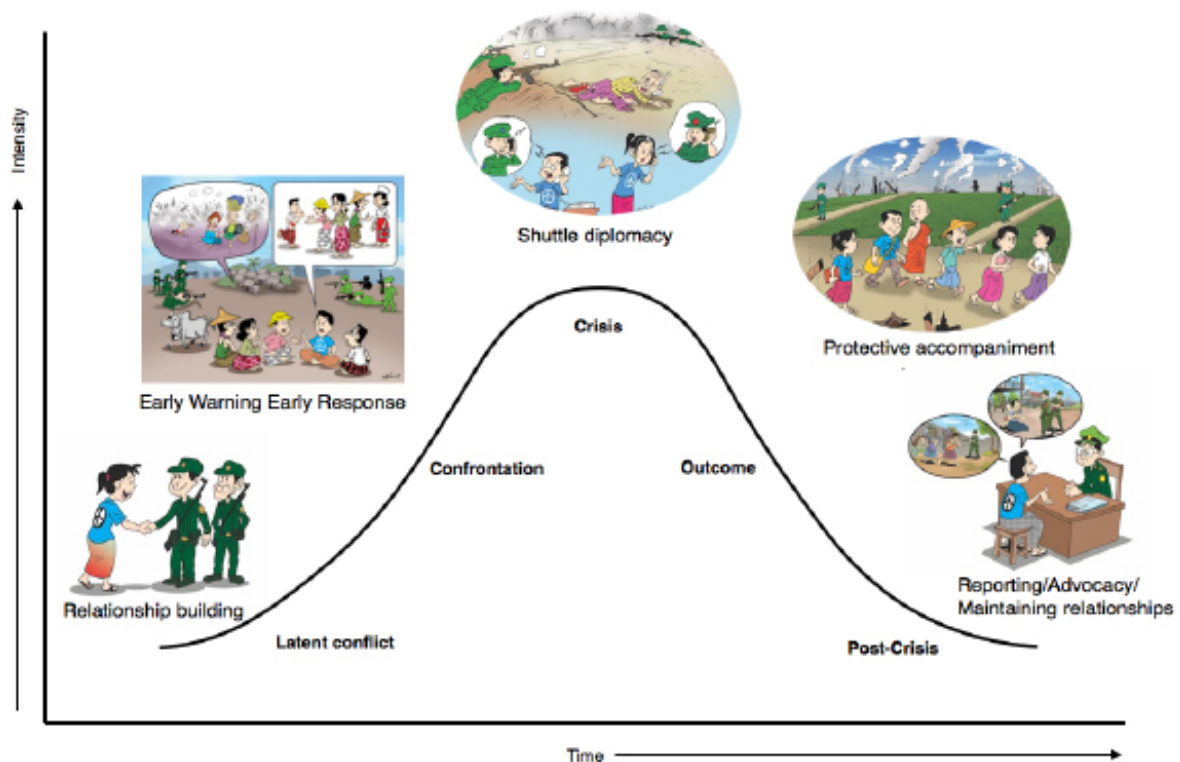 Intensity
Shuttle diplomacy
Early Warning Early Response
Crisis
Protective accompaniment
Confrontation
Outcome
Relationship building
Reporting/Advocacy/
Maintaining relationships
Latent conflict
Post-Crisis
Time